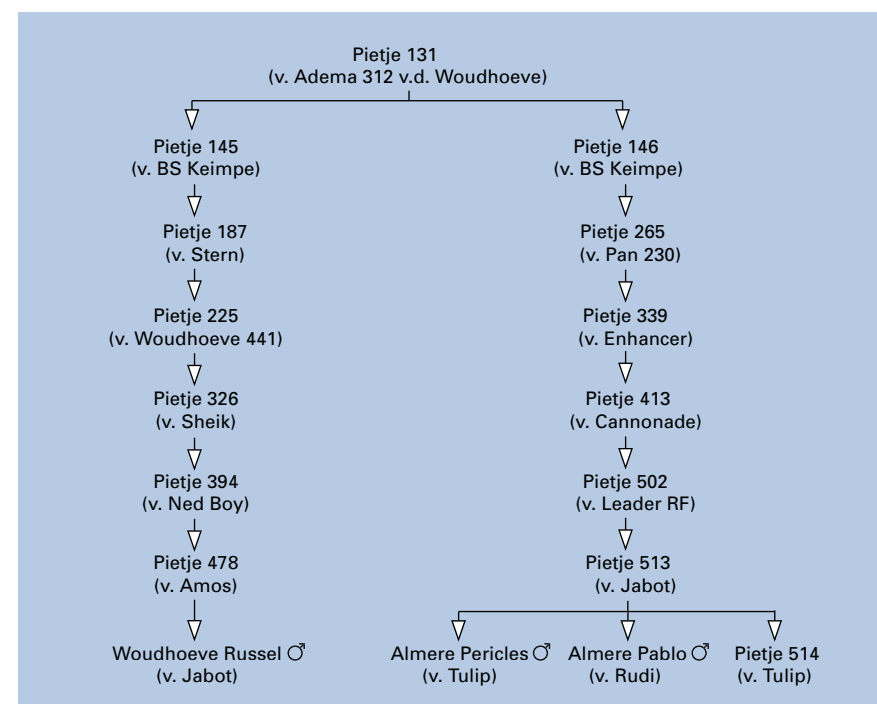 Pietje 131
(v. Adema 312 v.d. Woudhoeve)
Pietje 145
(v. BS Keimpe)
Pietje 187
(v. Stern)
Pietje 225
(v. Woudhoeve 441)
Pietje 326
(v. Sheik)
Pietje 394
(v. Ned Boy)
Pietje 478
(v. Amos)
Woudhoeve Russel ♂
(v. Jabot)
Pietje 146
(v. BS Keimpe)
Pietje 265
(v. Pan 230)
Pietje 339
(v. Enhancer)
Pietje 413
(v. Cannonade)
Pietje 502
(v. Leader RF)
Pietje 513
(v. Jabot)
Almere Pericles ♂
(v. Tulip)
Almere Pablo ♂
(v. Rudi)
Pietje 514
(v. Tulip)